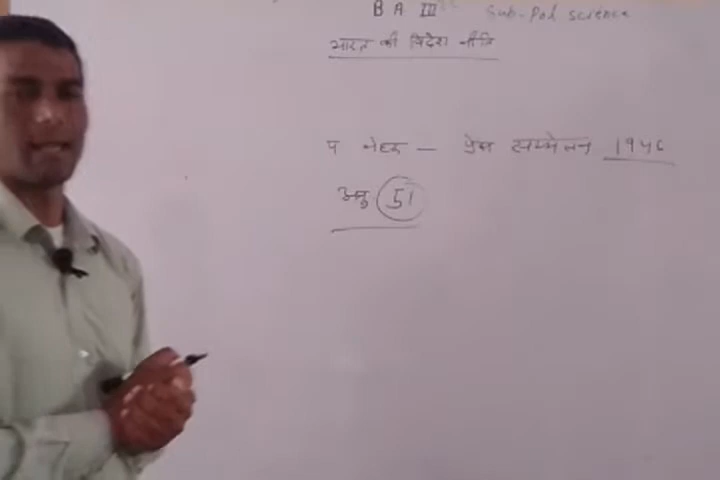 B A III Sub-Pol science
भारत की विदेश नीति
प नेहरू — प्रेस सम्मेलन 1946
अनु 51